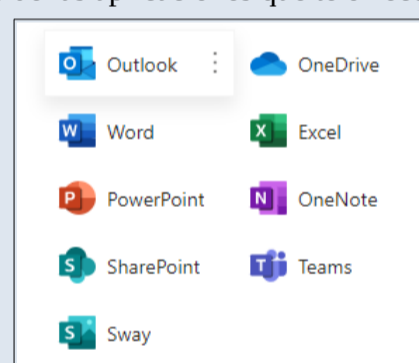 Outlook OneDrive
Word Excel
PowerPoint OneNote
SharePoint Teams
Sway